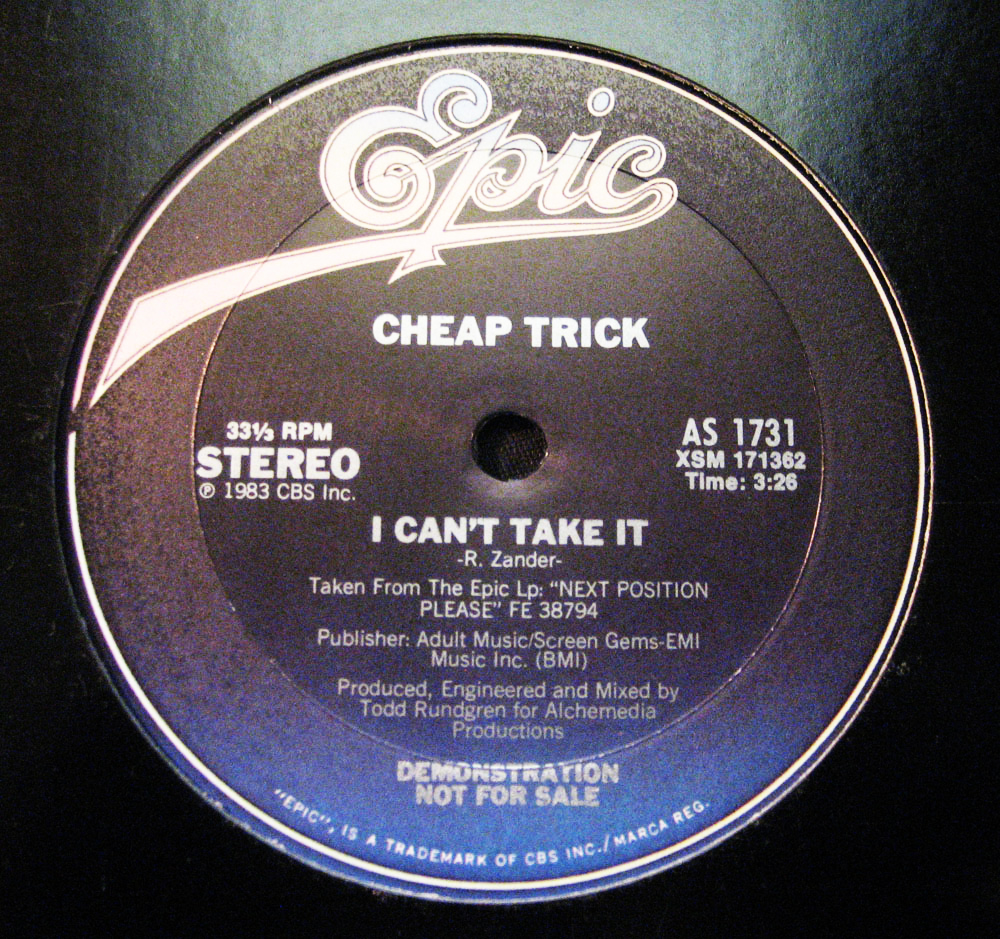 Epic
CHEAP TRICK
33⅓ RPM
STEREO
℗ 1983 CBS Inc.
AS 1731
XSM 171362
Time: 3:26
I CAN'T TAKE IT
-R. Zander-
Taken From The Epic Lp: "NEXT POSITION
PLEASE" FE 38794
Publisher: Adult Music/Screen Gems-EMI
Music Inc. (BMI)
Produced, Engineered and Mixed by
Todd Rundgren for Alchemedia
Productions
DEMONSTRATION
NOT FOR SALE
"EPIC", IS A TRADEMARK OF CBS INC./MARCA REG.